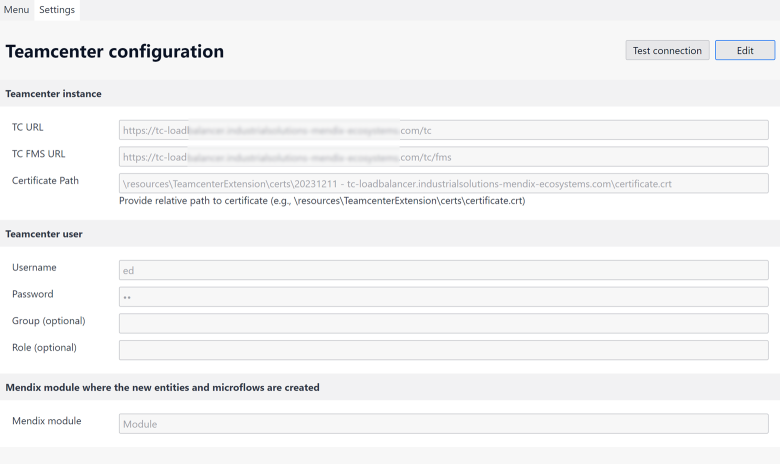 Menu Settings
Teamcenter configuration
Test connection Edit
Teamcenter instance
TC URL https://tc-load .com/tc
TC FMS URL https://tc-load .com/tc/fms
Certificate Path \resources\TeamcenterExtension\certs\20231211 - tc-loadbalancer.industrialsolutions-mendix-ecosystems.com\certificate.crt
Provide relative path to certificate (e.g., \resources\TeamcenterExtension\certs\certificate.crt)
Teamcenter user
Username ed
Password ••
Group (optional)
Role (optional)
Mendix module where the new entities and microflows are created
Mendix module Module